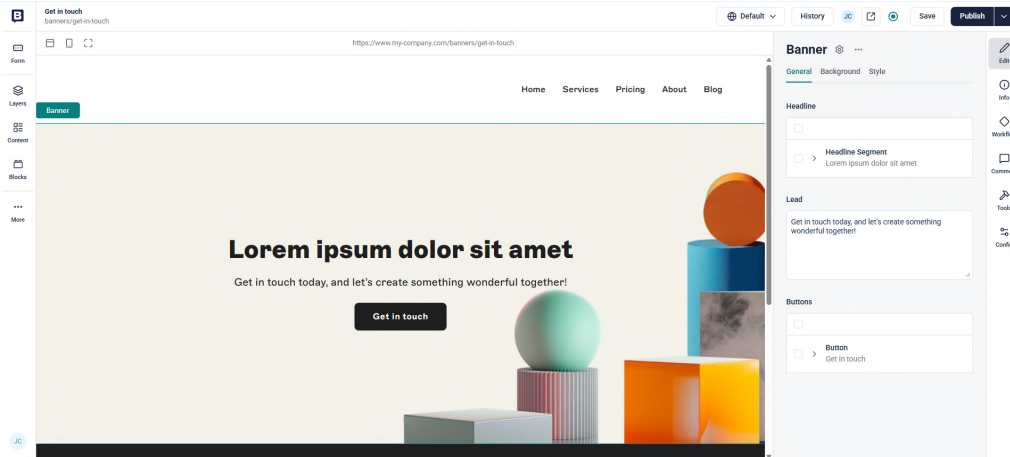 Get in touch
banners/get-in-touch
Default
History
JC
Save
Publish
https://www.my-company.com/banners/get-in-touch
Form
Layers
Content
Blocks
More
JC
Home Services Pricing About Blog
Banner
Lorem ipsum dolor sit amet
Get in touch today, and let's create something wonderful together!
Get in touch
Banner
General Background Style
Headline
Headline Segment
Lorem ipsum dolor sit amet
Lead
Get in touch today, and let's create something
wonderful together!
Buttons
Button
Get in touch
Edit
Info